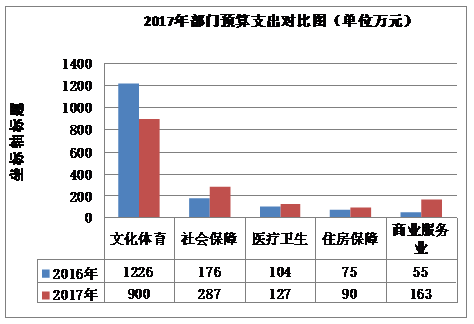 2017年部门预算支出对比图（单位万元）
坐标轴标题
1400
1200
1000
800
600
400
200
0
文化体育 社会保障 医疗卫生 住房保障 商业服务业
2016年 1226 176 104 75 55
2017年 900 287 127 90 163